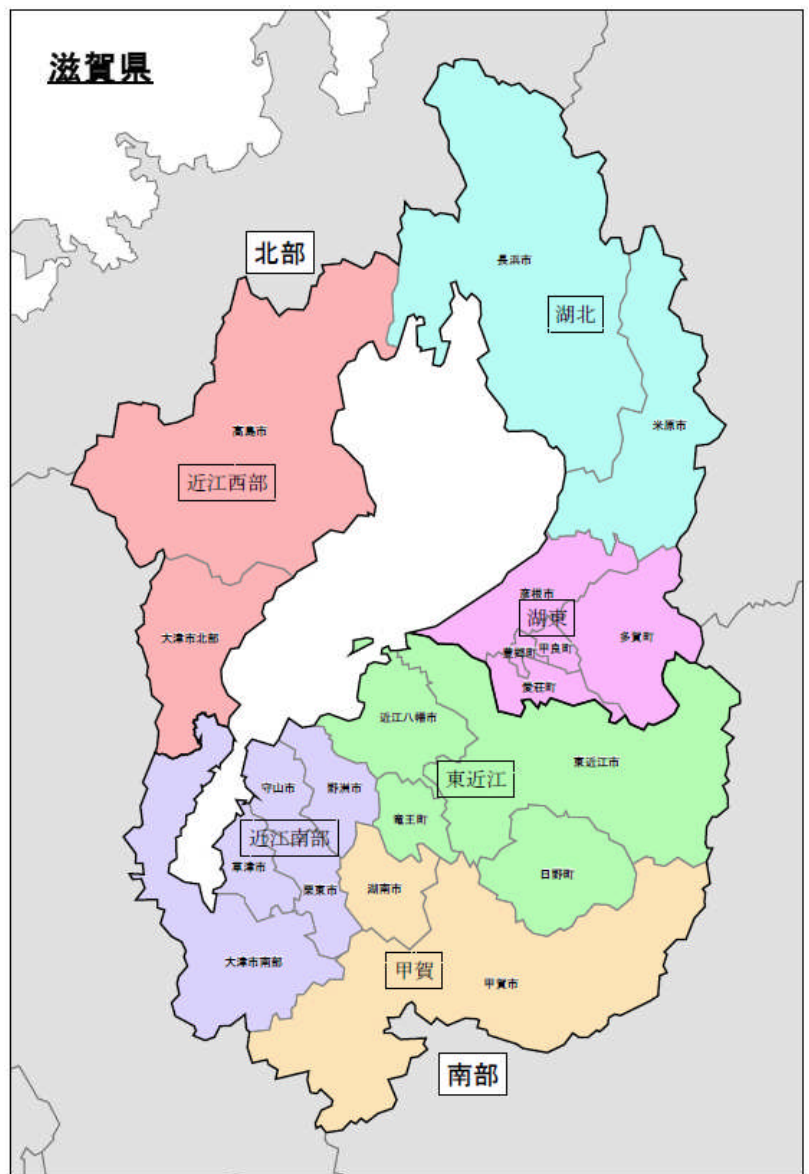 滋賀県
北部
長浜市
湖北
米原市
高島市
近江西部
彦根市
湖東
大津市北部
多賀町
豊郷町
甲良町
愛荘町
近江八幡市
東近江市
東近江
守山市
野洲市
竜王町
近江南部
草津市
栗東市
湖南市
日野町
大津市南部
甲賀
甲賀市
南部